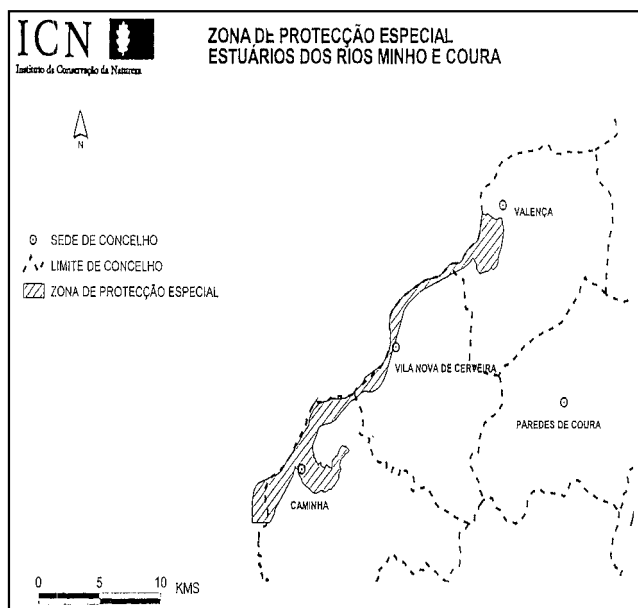 ICN
Instituto da Conservação da Natureza
ZONA DE PROTECÇÃO ESPECIAL
ESTUÁRIOS DOS RIOS MINHO E COURA
N
SEDE DE CONCELHO
LIMITE DE CONCELHO
ZONA DE PROTECÇÃO ESPECIAL
VALENÇA
VILA NOVA DE CERVEIRA
PAREDES DE COURA
CAMINHA
0 5 10 KMS